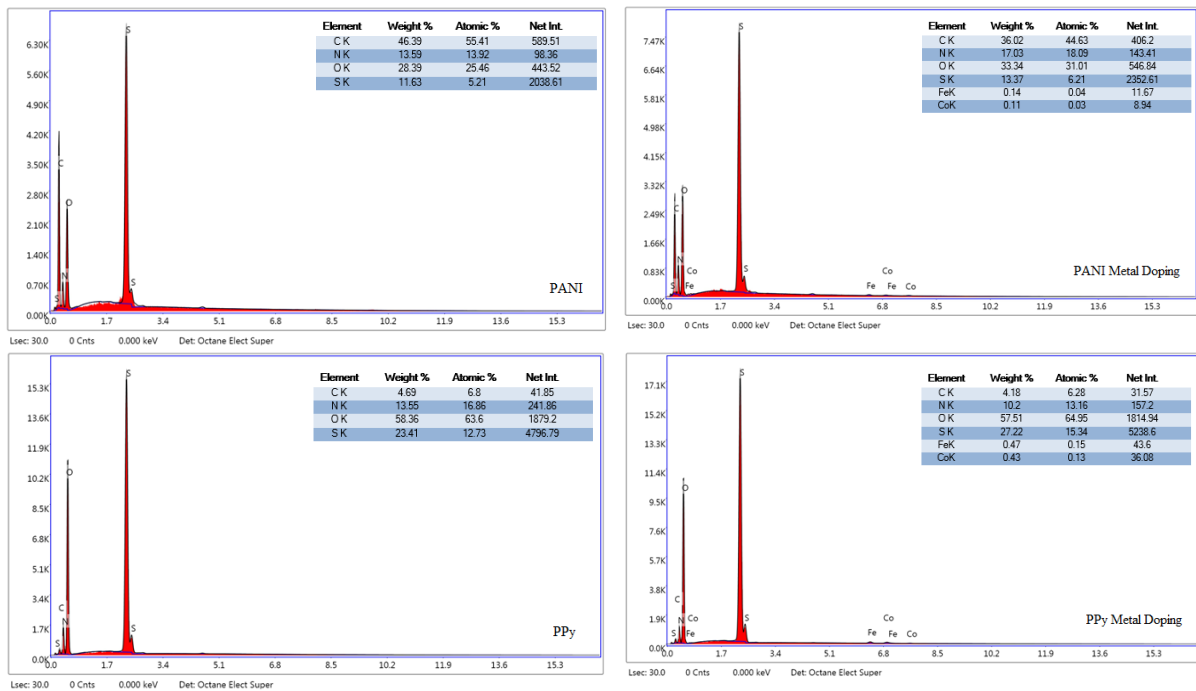 Element Weight % Atomic % Net Int.
C K 46.39 55.41 589.51
N K 13.59 13.92 98.36
O K 28.39 25.46 443.52
S K 11.63 5.21 2038.61
S
6.30K
5.60K
4.90K
4.20K
3.50K
2.80K
2.10K
1.40K
0.70K
0.00K
C
O
N
S
S
PANI
0.0 1.7 3.4 5.1 6.8 8.5 10.2 11.9 13.6 15.3
Lsec: 30.0 0 Cnts 0.000 keV Det: Octane Elect Super
Element Weight % Atomic % Net Int.
C K 36.02 44.63 406.2
N K 17.03 18.09 143.41
O K 33.34 31.01 546.84
S K 13.37 6.21 2352.61
FeK 0.14 0.04 11.67
CoK 0.11 0.03 8.94
S
7.47K
6.64K
5.81K
4.98K
4.15K
3.32K
2.49K
1.66K
0.83K
0.00K
O
C
N
Co
S
Fe
S
Co
Fe Fe Co
PANI Metal Doping
0.0 1.7 3.4 5.1 6.8 8.5 10.2 11.9 13.6 15.3
Lsec: 30.0 0 Cnts 0.000 keV Det: Octane Elect Super
Element Weight % Atomic % Net Int.
C K 4.69 6.8 41.85
N K 13.55 16.86 241.86
O K 58.36 63.6 1879.2
S K 23.41 12.73 4796.79
S
15.3K
13.6K
11.9K
10.2K
8.5K
6.8K
5.1K
3.4K
1.7K
0.0K
O
C
N
S
S
PPy
0.0 1.7 3.4 5.1 6.8 8.5 10.2 11.9 13.6 15.3
Lsec: 30.0 0 Cnts 0.000 keV Det: Octane Elect Super
Element Weight % Atomic % Net Int.
C K 4.18 6.28 31.57
N K 10.2 13.16 157.2
O K 57.51 64.95 1814.94
S K 27.22 15.34 5238.6
FeK 0.47 0.15 43.6
CoK 0.43 0.13 36.08
S
17.1K
15.2K
13.3K
11.4K
9.5K
7.6K
5.7K
3.8K
1.9K
0.0K
O
C
N
Co
S
Fe
S
Co
Fe Fe Co
PPy Metal Doping
0.0 1.7 3.4 5.1 6.8 8.5 10.2 11.9 13.6 15.3
Lsec: 30.0 0 Cnts 0.000 keV Det: Octane Elect Super